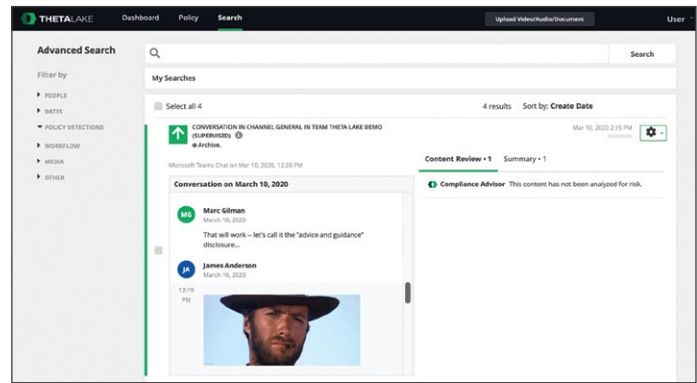 THETALAKE
Dashboard Policy Search
Upload Video/Audio/Document
User
Advanced Search
Search
Filter by
My Searches
PEOPLE
DATES
POLICY DETECTIONS
WORKFLOW
MEDIA
OTHER
Select all 4
4 results Sort by: Create Date
CONVERSATION IN CHANNEL GENERAL IN TEAM THETA LAKE DEMO
(SUPERVISED)
Archive.
Mar 10, 2020 2:15 PM
Microsoft Teams Chat on Mar 10, 2020, 12:26 PM
Content Review • 1 Summary • 1
Conversation on March 10, 2020
Compliance Advisor This content has not been analyzed for risk.
MG
Marc Gilman
March 10, 2020
That will work – let's call it the "advice and guidance"
disclosure...
JA
James Anderson
March 10, 2020
12:19
PM